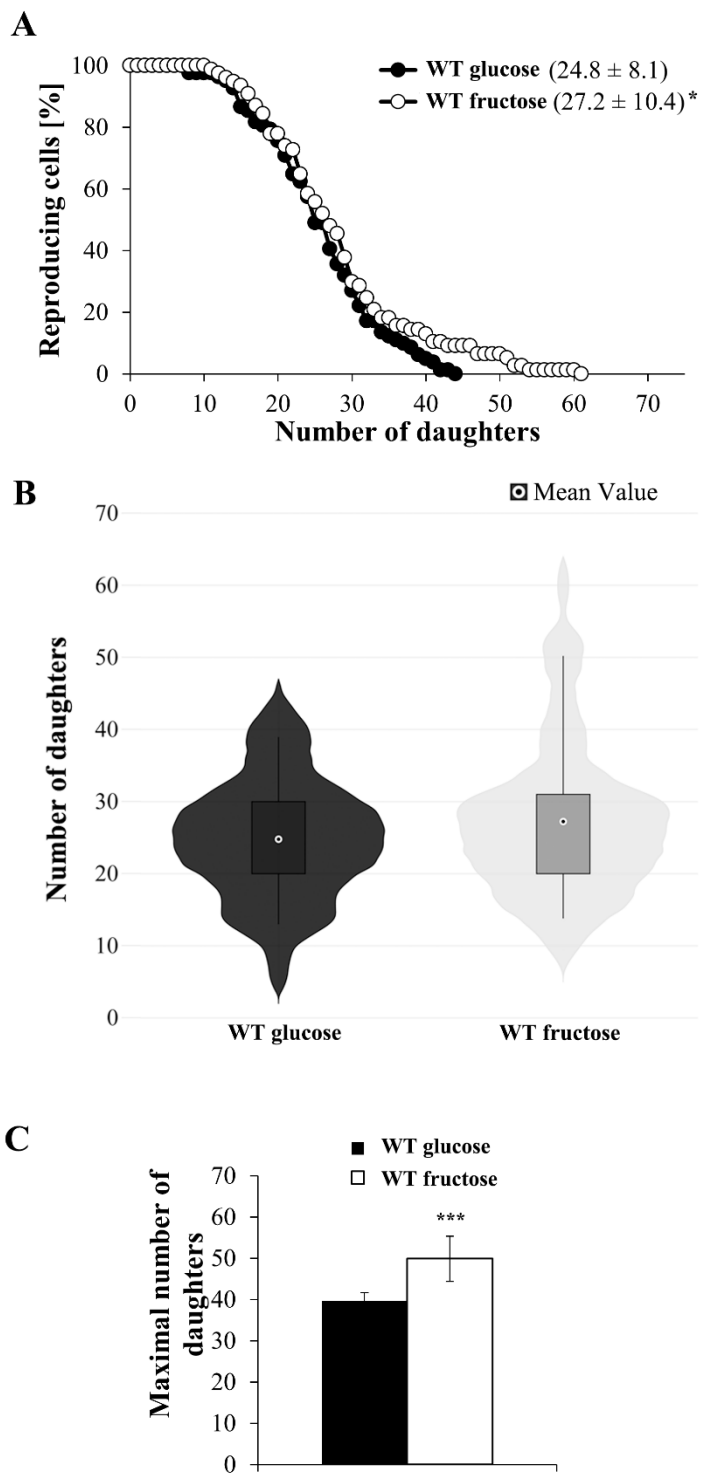 A
WT glucose (24.8 ± 8.1)
WT fructose (27.2 ± 10.4)*
Reproducing cells [%]
100
80
60
40
20
0
0 10 20 30 40 50 60 70
Number of daughters
B
Mean Value
Number of daughters
70
60
50
40
30
20
10
0
WT glucose WT fructose
C
WT glucose
WT fructose
Maximal number of
daughters
70
60
50
40
30
20
10
0
***